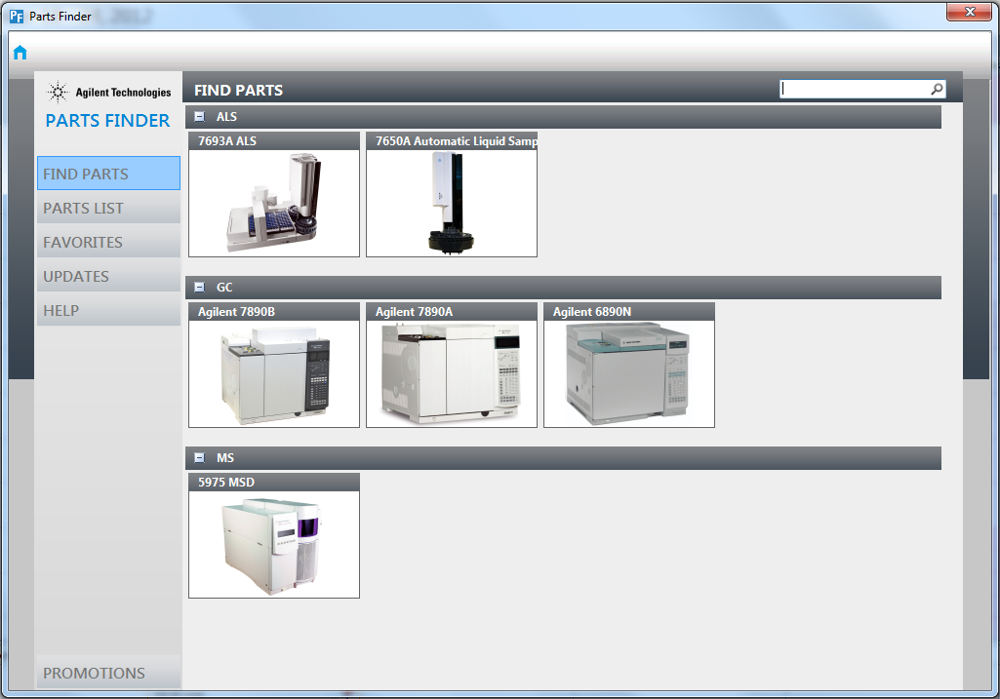 PF Parts Finder
Agilent Technologies
PARTS FINDER
FIND PARTS
PARTS LIST
FAVORITES
UPDATES
HELP
PROMOTIONS
FIND PARTS
ALS
7693A ALS
7650A Automatic Liquid Samp
GC
Agilent 7890B
Agilent 7890A
Agilent 6890N
MS
5975 MSD